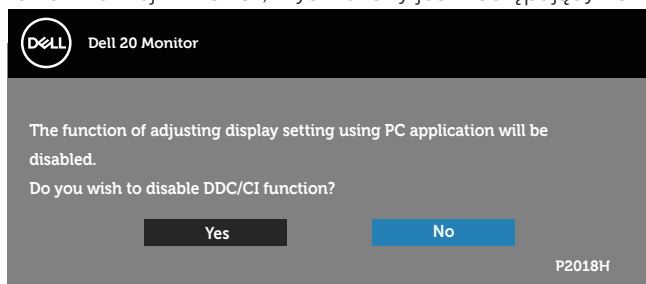 DELL
Dell 20 Monitor
The function of adjusting display setting using PC application will be
disabled.
Do you wish to disable DDC/CI function?
Yes
No
P2018H